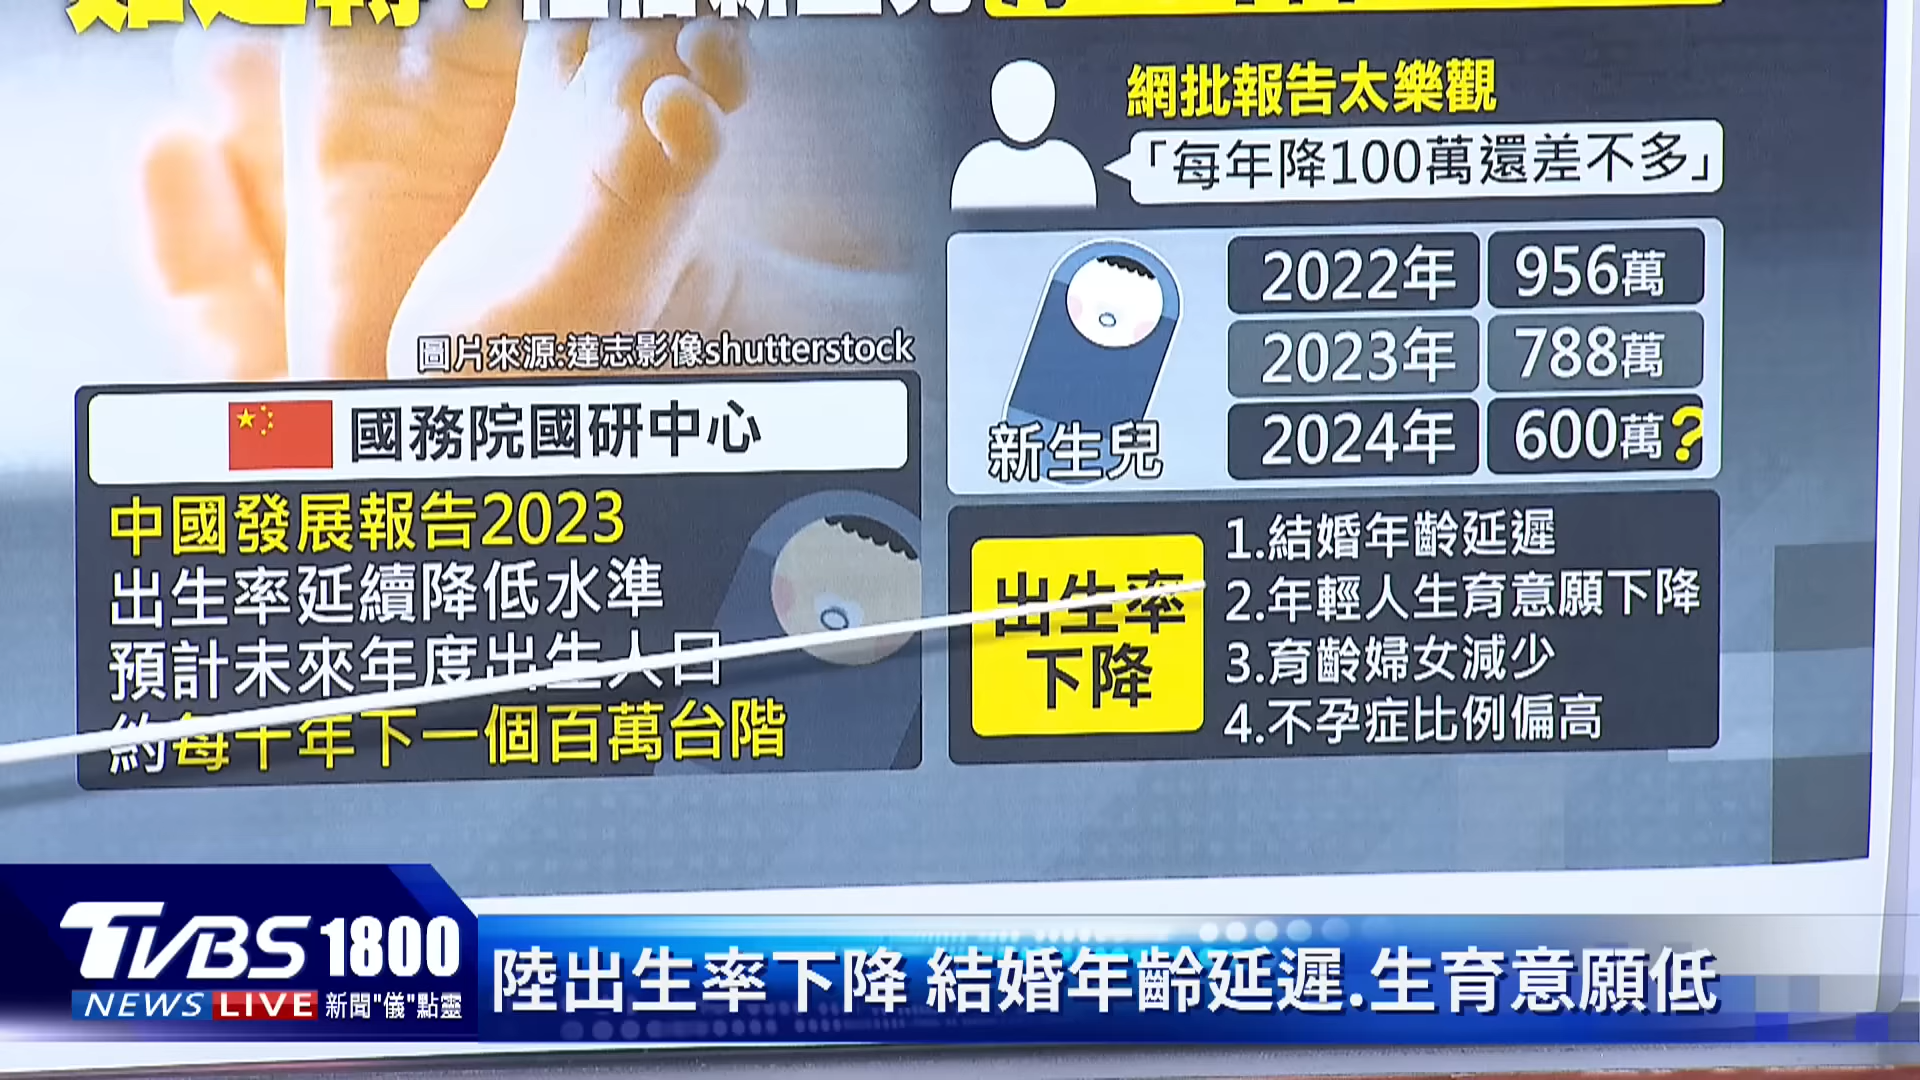 網批報告太樂觀
「每年降100萬還差不多」
2022年 956萬
2023年 788萬
2024年 600萬?
新生兒
圖片來源:達志影像shutterstock
國務院國研中心
中國發展報告2023
出生率延續降低水準
預計未來年度出生人口
約每十年下一個百萬台階
出生率
下降
1.結婚年齡延遲
2.年輕人生育意願下降
3.育齡婦女減少
4.不孕症比例偏高
TVBS 1800
NEWS LIVE 新聞"儀"點靈
陸出生率下降 結婚年齡延遲.生育意願低